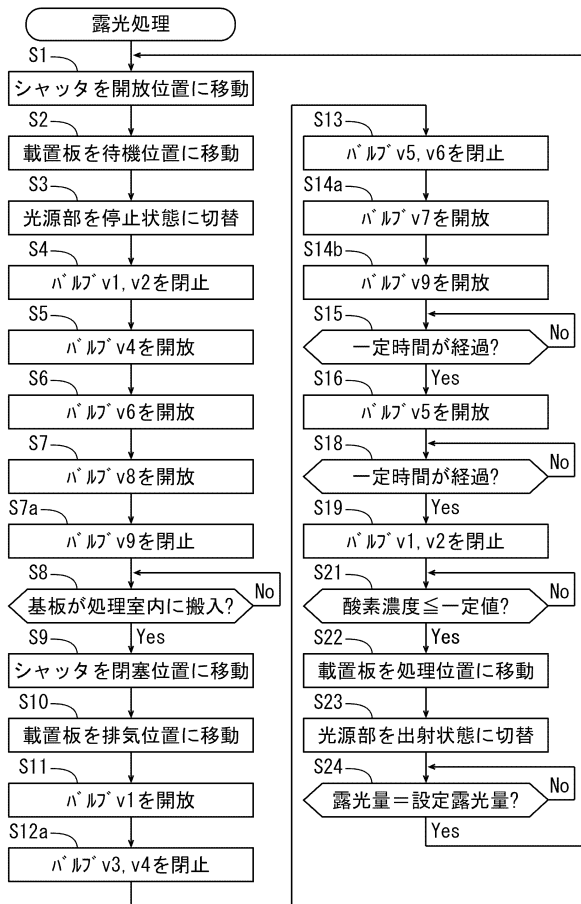 露光処理
S1
シャッタを開放位置に移動
S2
載置板を待機位置に移動
S3
光源部を停止状態に切替
S4
バルブv1, v2を閉止
S5
バルブv4を開放
S6
バルブv6を開放
S7
バルブv8を開放
S7a
バルブv9を閉止
S8
基板が処理室内に搬入?
No
Yes
S9
シャッタを閉塞位置に移動
S10
載置板を排気位置に移動
S11
バルブv1を開放
S12a
バルブv3, v4を閉止
S13
バルブv5, v6を閉止
S14a
バルブv7を開放
S14b
バルブv9を開放
S15
一定時間が経過?
No
Yes
S16
バルブv5を開放
S18
一定時間が経過?
No
Yes
S19
バルブv1, v2を閉止
S21
酸素濃度≦一定値?
No
Yes
S22
載置板を処理位置に移動
S23
光源部を出射状態に切替
S24
露光量=設定露光量?
No
Yes